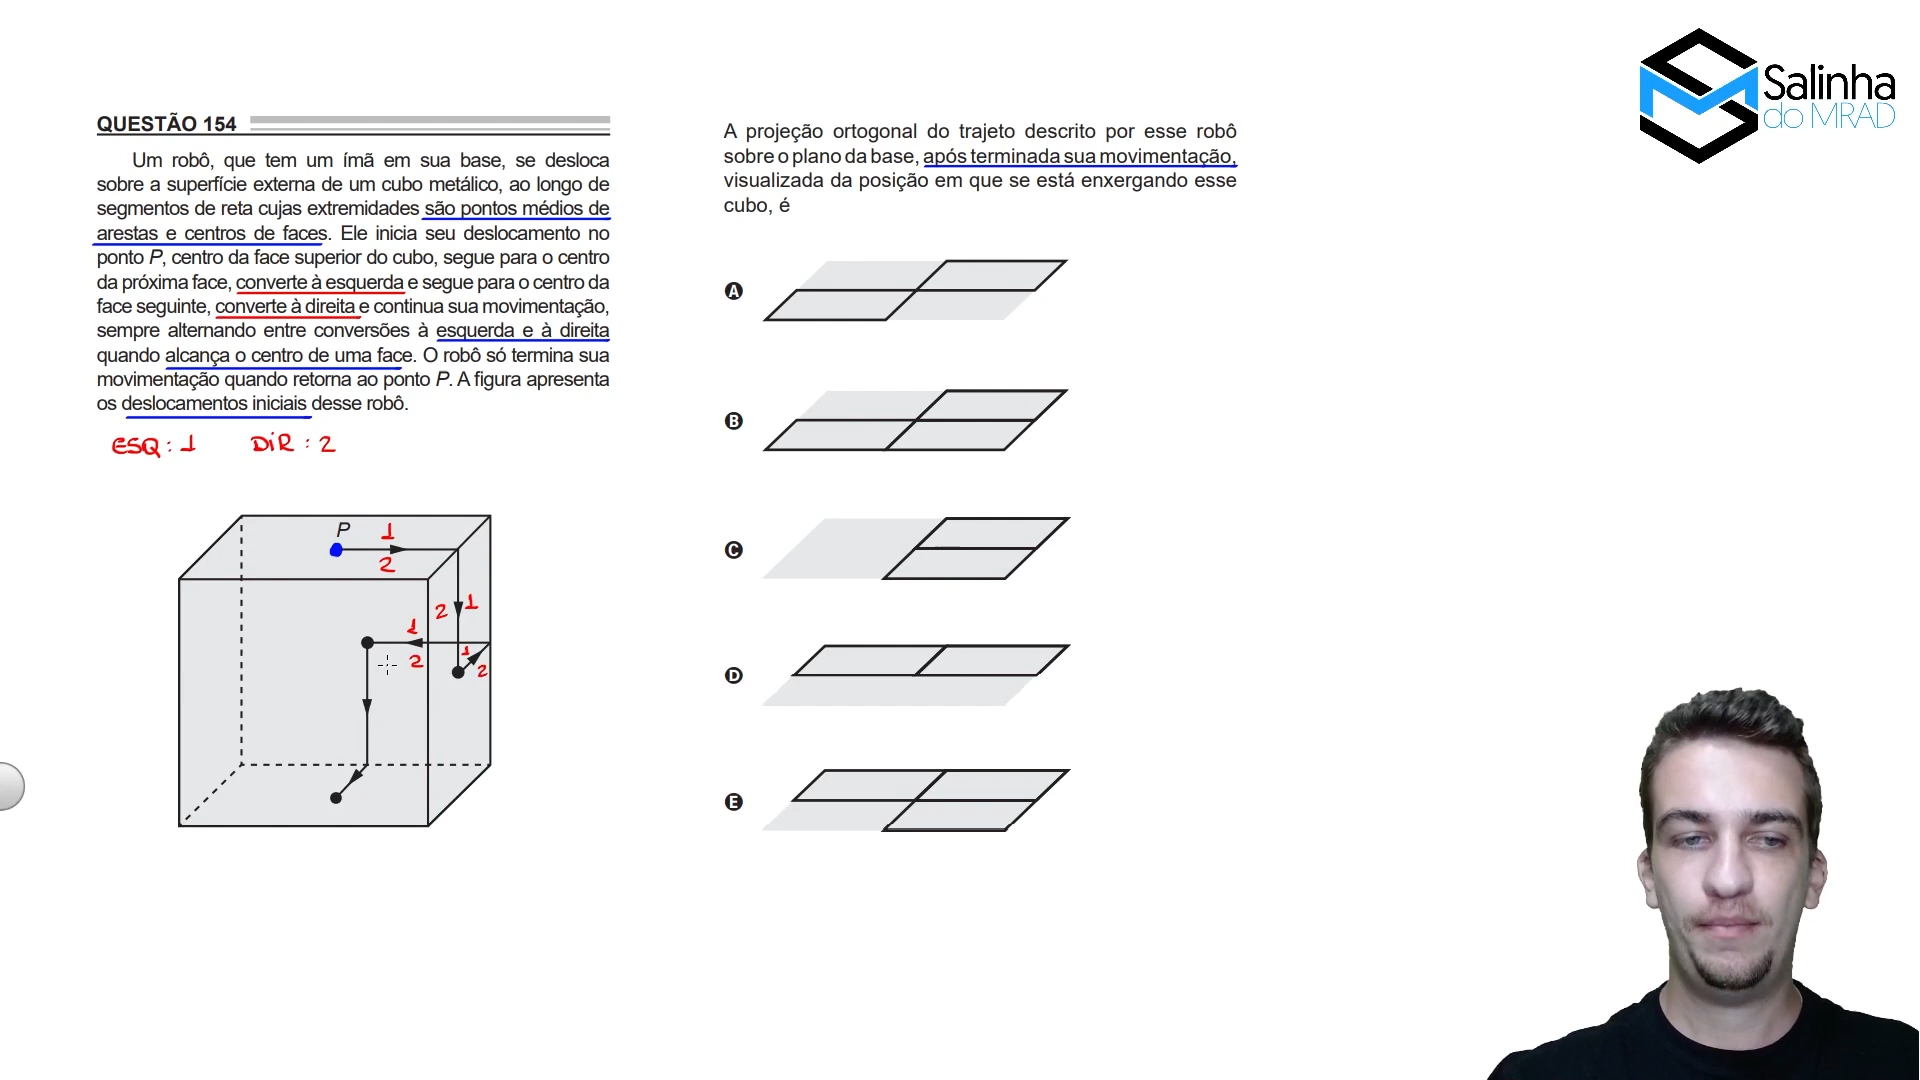 Salinha
do MRAD
QUESTÃO 154
Um robô, que tem um ímã em sua base, se desloca
sobre a superfície externa de um cubo metálico, ao longo de
segmentos de reta cujas extremidades são pontos médios de
arestas e centros de faces. Ele inicia seu deslocamento no
ponto P, centro da face superior do cubo, segue para o centro
da próxima face, converte à esquerda e segue para o centro da
face seguinte, converte à direita e continua sua movimentação,
sempre alternando entre conversões à esquerda e à direita
quando alcança o centro de uma face. O robô só termina sua
movimentação quando retorna ao ponto P. A figura apresenta
os deslocamentos iniciais desse robô.
ESQ: 1 DIR: 2
P
1
2
2 1
1
2
1
2
A projeção ortogonal do trajeto descrito por esse robô
sobre o plano da base, após terminada sua movimentação,
visualizada da posição em que se está enxergando esse
cubo, é
A
B
C
D
E